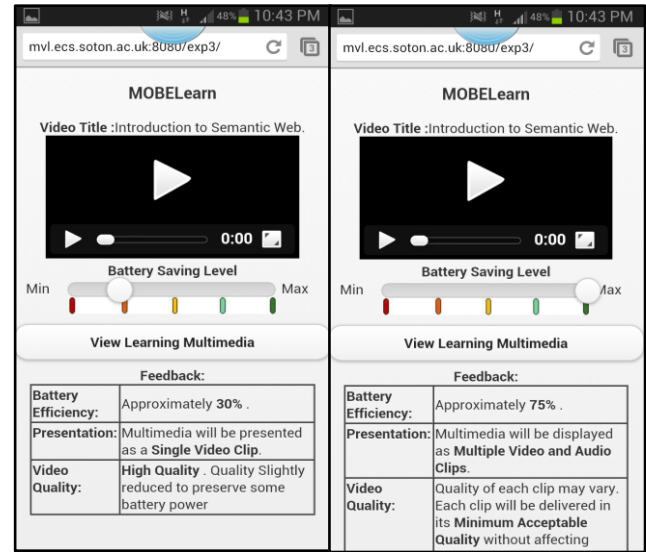 48% 10:43 PM
mvl.ecs.soton.ac.uk:8080/exp3/
3
MOBELearn
Video Title :Introduction to Semantic Web.
0:00
Battery Saving Level
Min
Max
View Learning Multimedia
Feedback:
Battery Efficiency:
Approximately 30% .
Presentation:
Multimedia will be presented
as a Single Video Clip.
Video
Quality:
High Quality . Quality Slightly
reduced to preserve some
battery power
H
48% 10:43 PM
mvl.ecs.soton.ac.uk:8080/exp3/
3
MOBELearn
Video Title :Introduction to Semantic Web.
0:00
Battery Saving Level
Min
Max
View Learning Multimedia
Feedback:
Battery
Efficiency:
Approximately 75% .
Presentation:
Multimedia will be displayed
as Multiple Video and Audio
Clips.
Video
Quality:
Quality of each clip may vary.
Each clip will be delivered in
its Minimum Acceptable
Quality without affecting